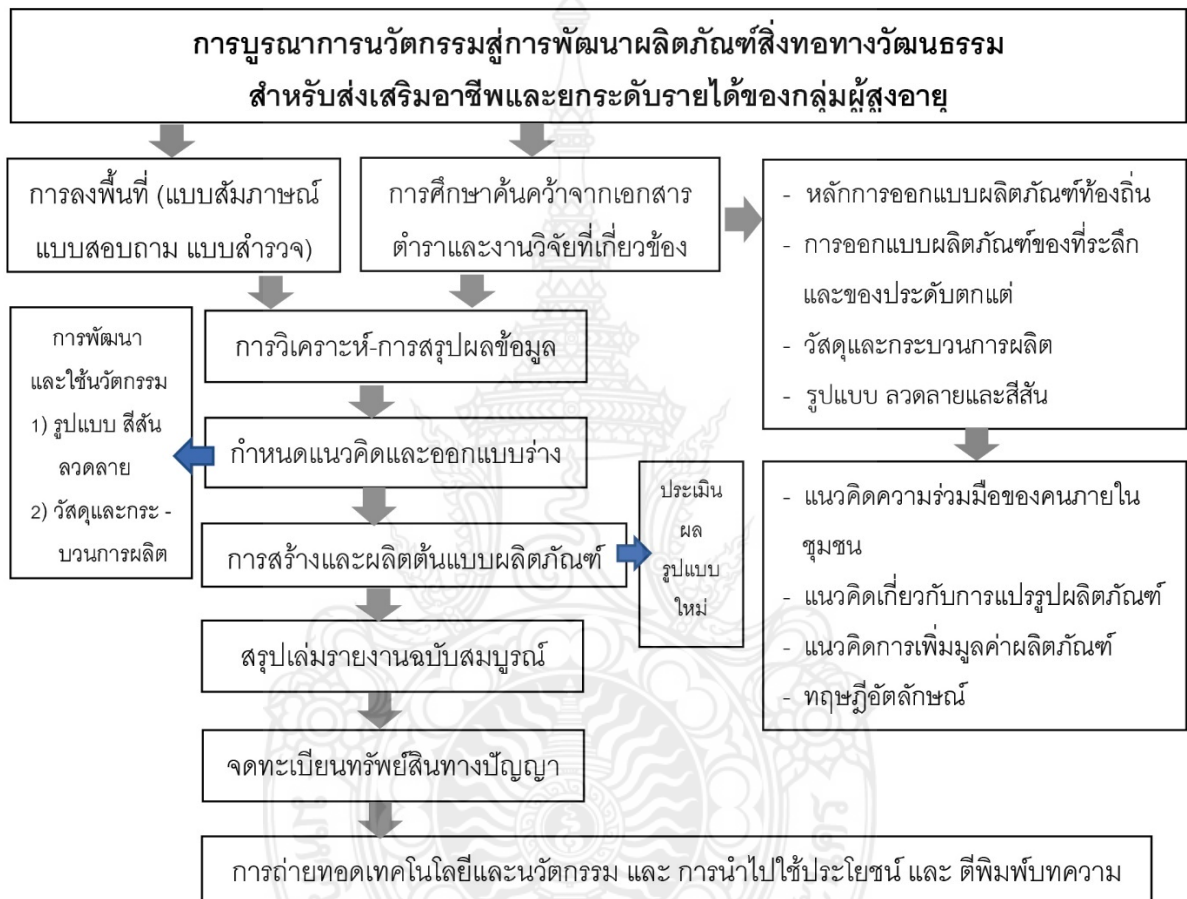 การบูรณาการนวัตกรรมสู่การพัฒนาผลิตภัณฑ์สิ่งทอทางวัฒนธรรม
สำหรับส่งเสริมอาชีพและยกระดับรายได้ของกลุ่มผู้สูงอายุ
การลงพื้นที่ (แบบสัมภาษณ์
แบบสอบถาม แบบสำรวจ)
การศึกษาค้นคว้าจากเอกสาร
ตำราและงานวิจัยที่เกี่ยวข้อง
- หลักการออกแบบผลิตภัณฑ์ท้องถิ่น
- การออกแบบผลิตภัณฑ์ของที่ระลึก
และของประดับตกแต่
- วัสดุและกระบวนการผลิต
- รูปแบบ ลวดลายและสีสัน
การวิเคราะห์-การสรุปผลข้อมูล
การพัฒนา
และใช้นวัตกรรม
1) รูปแบบ สีสัน
ลวดลาย
2) วัสดุและกระ -
บวนการผลิต
กำหนดแนวคิดและออกแบบร่าง
ประเมิน
ผล
รูปแบบ
ใหม่
- แนวคิดความร่วมมือของคนภายใน
ชุมชน
- แนวคิดเกี่ยวกับการแปรรูปผลิตภัณฑ์
- แนวคิดการเพิ่มมูลค่าผลิตภัณฑ์
- ทฤษฎีอัตลักษณ์
การสร้างและผลิตต้นแบบผลิตภัณฑ์
สรุปเล่มรายงานฉบับสมบูรณ์
จดทะเบียนทรัพย์สินทางปัญญา
การถ่ายทอดเทคโนโลยีและนวัตกรรม และ การนำไปใช้ประโยชน์ และ ตีพิมพ์บทความ